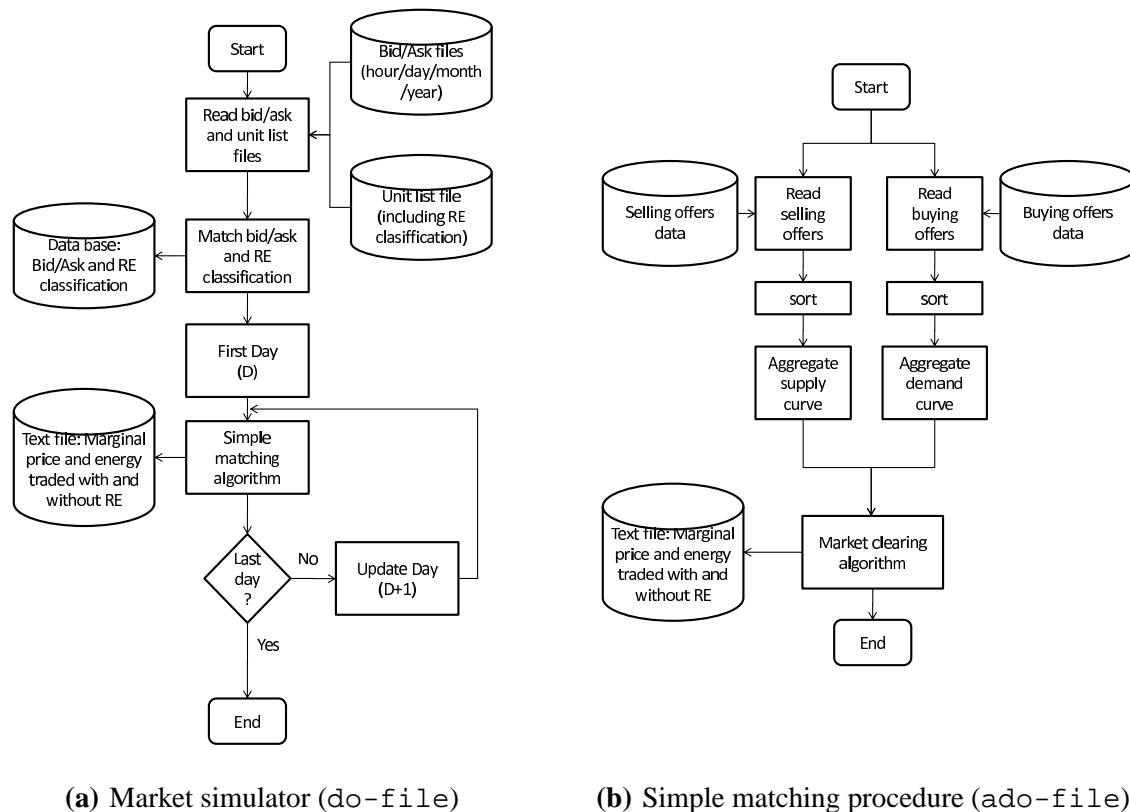 Start
Bid/Ask files
(hour/day/month
/year)
Read bid/ask
and unit list
files
Unit list file
(including RE
clasiffication)
Match bid/ask
and RE
classification
Data base:
Bid/Ask and RE
classification
First Day
(D)
Simple
matching
algorithm
Text file: Marginal
price and energy
traded with and
without RE
Last
day
?
No
Update Day
(D+1)
Yes
End
(a) Market simulator (do-file)
Start
Selling offers
data
Read
selling
offers
Read
buying
offers
Buying offers
data
sort
sort
Aggregate
supply
curve
Aggregate
demand
curve
Market clearing
algorithm
Text file: Marginal
price and energy
traded with and
without RE
End
(b) Simple matching procedure (ado-file)